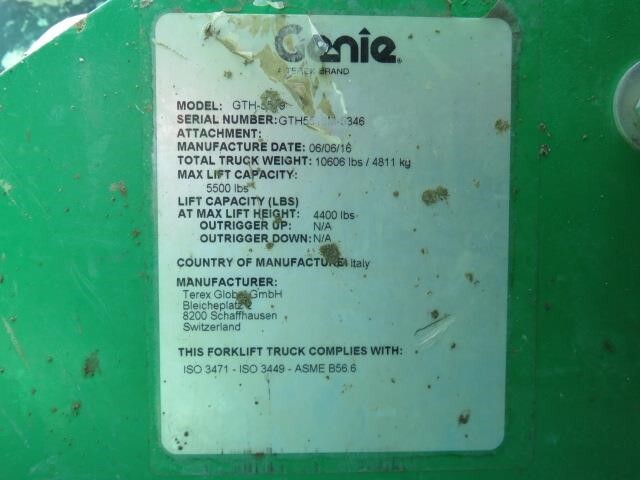 Genie
A TEREX BRAND
MODEL: GTH-5519
SERIAL NUMBER:
ATTACHMENT:
MANUFACTURE DATE: 06/06/16
TOTAL TRUCK WEIGHT: 10606 lbs / 4811 kg
MAX LIFT CAPACITY:
5500 lbs
LIFT CAPACITY (LBS)
AT MAX LIFT HEIGHT: 4400 lbs
OUTRIGGER UP: N/A
OUTRIGGER DOWN: N/A
COUNTRY OF MANUFACTURE: Italy
MANUFACTURER:
Terex Global GmbH
Bleicheplatz 2
8200 Schaffhausen
Switzerland
THIS FORKLIFT TRUCK COMPLIES WITH:
ISO 3471 - ISO 3449 - ASME B56.6